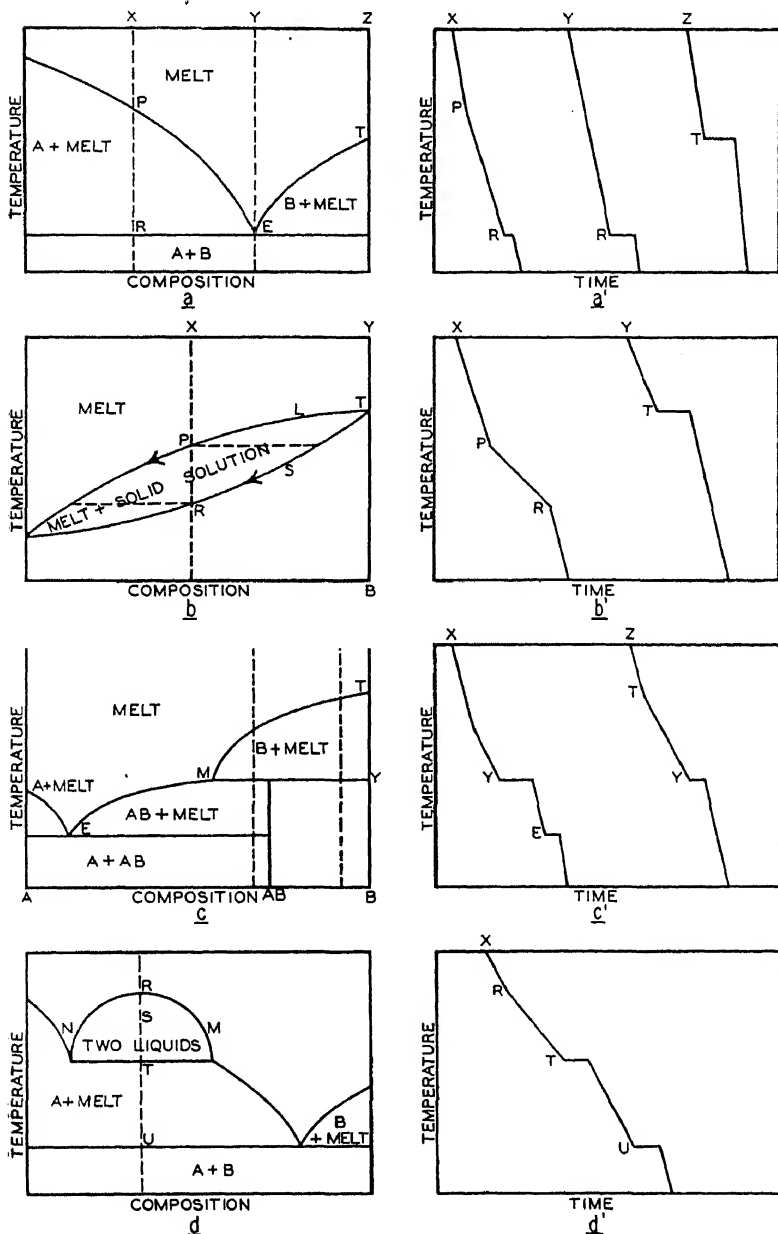 X Y Z
MELT
P
T
A + MELT
B + MELT
R
E
A + B
TEMPERATURE
COMPOSITION
a
X Y Z
P
T
R
R
TEMPERATURE
TIME
a'
X Y
MELT
L
T
P
MELT + SOLID SOLUTION
S
R
TEMPERATURE
COMPOSITION
B
b
X Y
T
P
R
TEMPERATURE
TIME
b'
MELT
T
B + MELT
M
Y
A+MELT
AB + MELT
E
A + AB
TEMPERATURE
A
COMPOSITION
AB
B
c
X Z
T
Y
Y
E
TEMPERATURE
TIME
c'
R
N
S
M
TWO LIQUIDS
T
A + MELT
B
+ MELT
U
A + B
TEMPERATURE
COMPOSITION
d
X
R
T
U
TEMPERATURE
TIME
d'